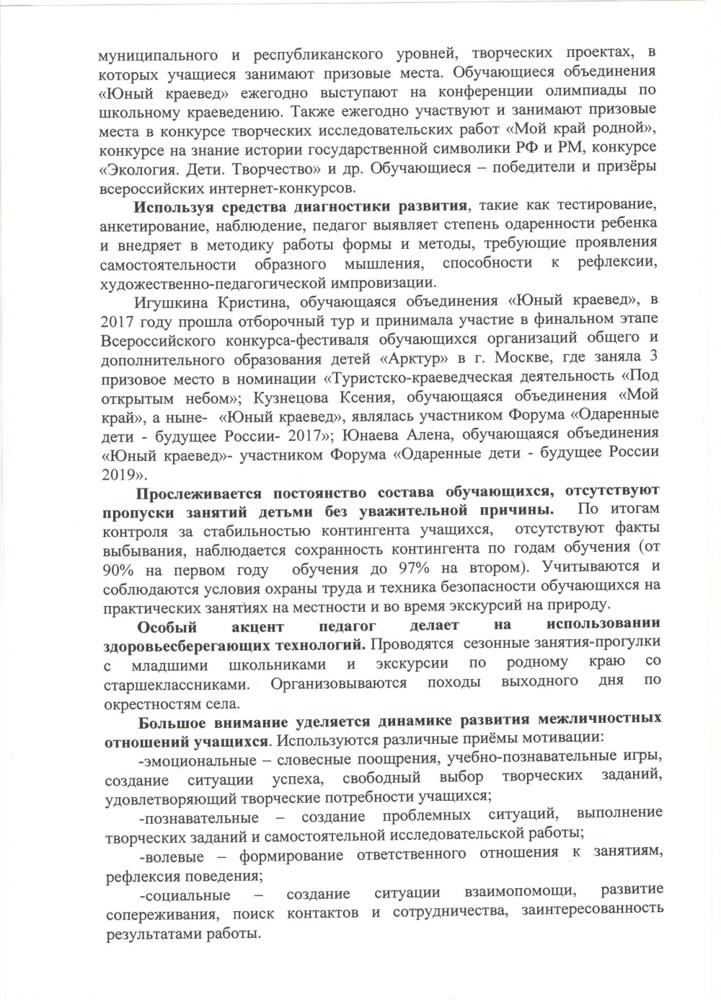 муниципального и республиканского уровней, творческих проектах, в
которых учащиеся занимают призовые места. Обучающиеся объединения
«Юный краевед» ежегодно выступают на конференции олимпиады по
школьному краеведению. Также ежегодно участвуют и занимают призовые
места в конкурсе творческих исследовательских работ «Мой край родной»,
конкурсе на знание истории государственной символики РФ и РМ, конкурсе
«Экология. Дети. Творчество» и др. Обучающиеся – победители и призёры
всероссийских интернет-конкурсов.
Используя средства диагностики развития, такие как тестирование,
анкетирование, наблюдение, педагог выявляет степень одаренности ребенка
и внедряет в методику работы формы и методы, требующие проявления
самостоятельности образного мышления, способности к рефлексии,
художественно-педагогической импровизации.
Игушкина Кристина, обучающаяся объединения «Юный краевед», в
2017 году прошла отборочный тур и принимала участие в финальном этапе
Всероссийского конкурса-фестиваля обучающихся организаций общего и
дополнительного образования детей «Арктур» в г. Москве, где заняла 3
призовое место в номинации «Туристско-краеведческая деятельность «Под
открытым небом»; Кузнецова Ксения, обучающаяся объединения «Мой
край», а ныне- «Юный краевед», являлась участником Форума «Одаренные
дети - будущее России- 2017»; Юнаева Алена, обучающаяся объединения
«Юный краевед»- участником Форума «Одаренные дети - будущее России
2019».
Прослеживается постоянство состава обучающихся, отсутствуют
пропуски занятий детьми без уважительной причины. По итогам
контроля за стабильностью контингента учащихся, отсутствуют факты
выбывания, наблюдается сохранность контингента по годам обучения (от
90% на первом году обучения до 97% на втором). Учитываются и
соблюдаются условия охраны труда и техника безопасности обучающихся на
практических занятиях на местности и во время экскурсий на природу.
Особый акцент педагог делает на использовании
здоровьесберегающих технологий. Проводятся сезонные занятия-прогулки
с младшими школьниками и экскурсии по родному краю со
старшеклассниками. Организовываются походы выходного дня по
окрестностям села.
Большое внимание уделяется динамике развития межличностных
отношений учащихся. Используются различные приёмы мотивации:
-эмоциональные – словесные поощрения, учебно-познавательные игры,
создание ситуации успеха, свободный выбор творческих заданий,
удовлетворяющий творческие потребности учащихся;
-познавательные – создание проблемных ситуаций, выполнение
творческих заданий и самостоятельной исследовательской работы;
-волевые – формирование ответственного отношения к занятиям,
рефлексия поведения;
-социальные – создание ситуации взаимопомощи, развитие
сопереживания, поиск контактов и сотрудничества, заинтересованность
результатами работы.